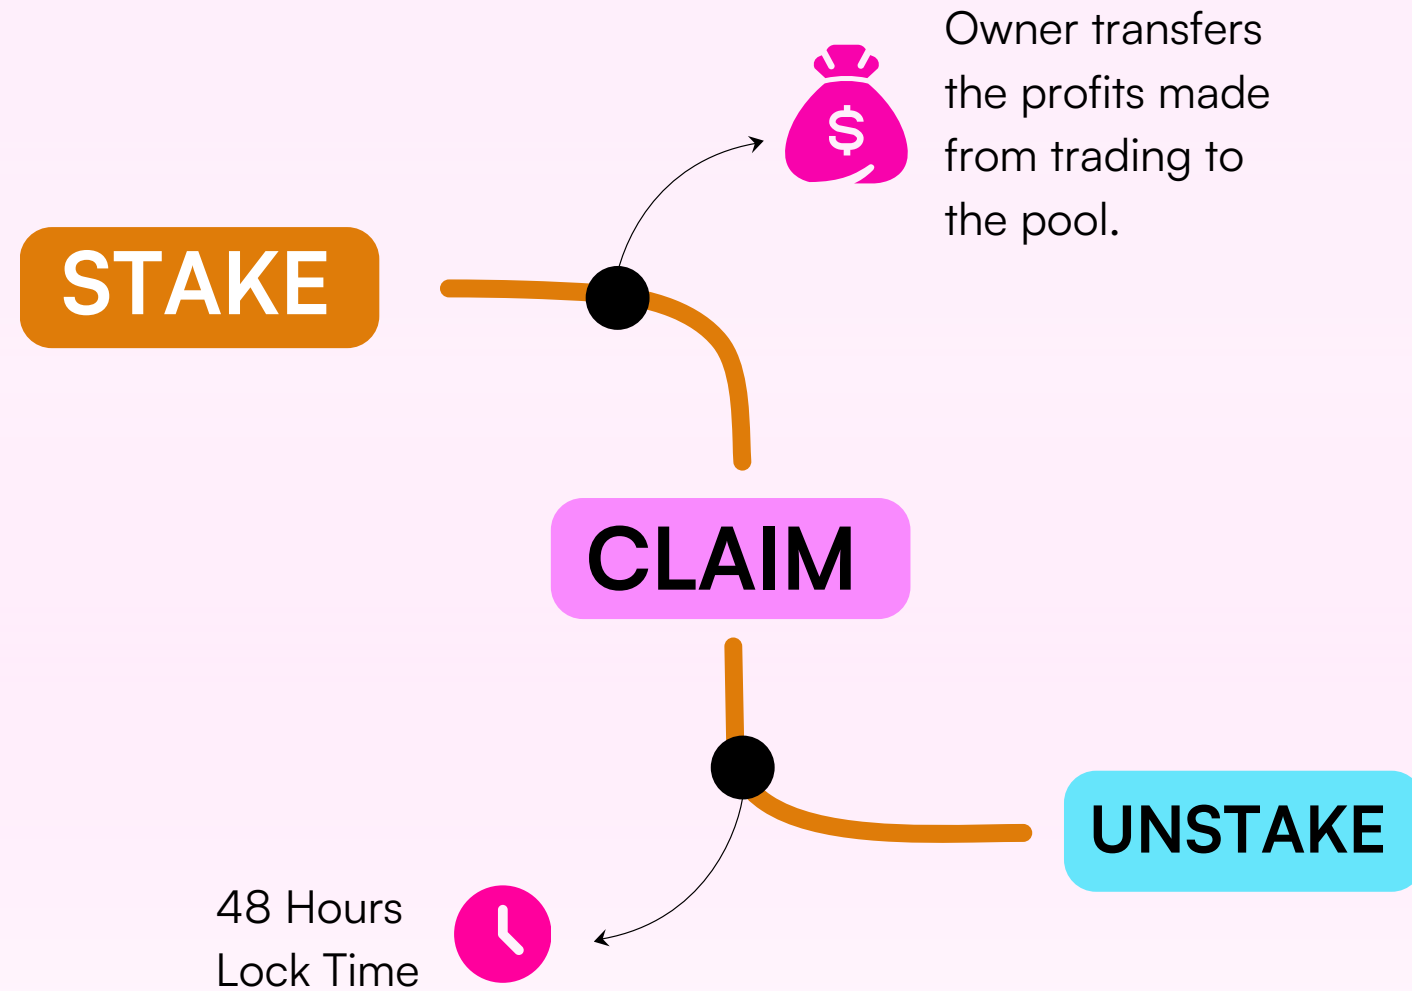 Owner transfers
the profits made
from trading to
the pool.
$
STAKE
CLAIM
UNSTAKE
48 Hours
Lock Time